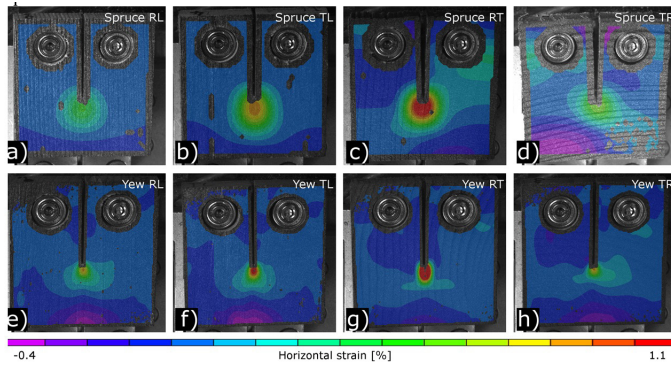 Spruce RL
Spruce TL
Spruce RT
Spruce TR
a)
b)
c)
d)
Yew RL
Yew TL
Yew RT
Yew TR
e)
f)
g)
h)
-0.4
Horizontal strain [%]
1.1